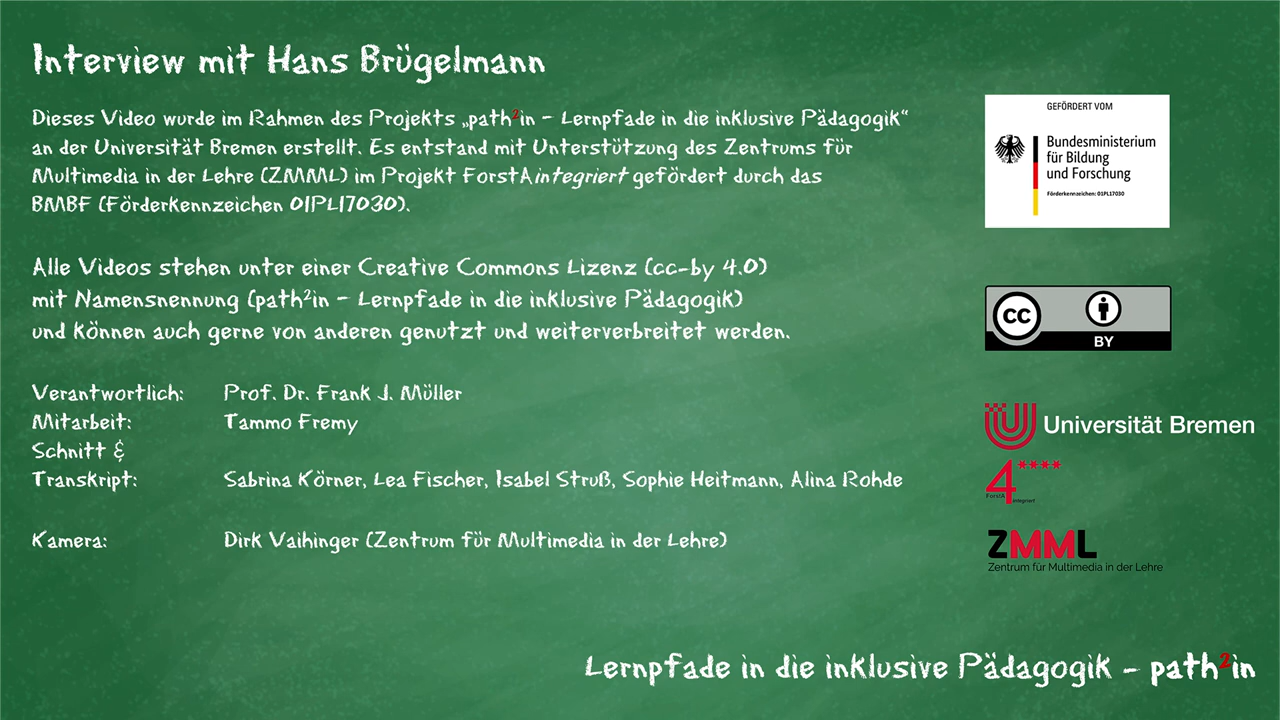 Interview mit Hans Brügelmann
Dieses Video wurde im Rahmen des Projekts „path²in – Lernpfade in die inklusive Pädagogik“
an der Universität Bremen erstellt. Es entstand mit Unterstützung des Zentrums für
Multimedia in der Lehre (ZMML) im Projekt ForstAintegriert gefördert durch das
BMBF (Förderkennzeichen 01PL17030).
Alle Videos stehen unter einer Creative Commons Lizenz (cc-by 4.0)
mit Namensnennung (path²in – Lernpfade in die inklusive Pädagogik)
und können auch gerne von anderen genutzt und weiterverbreitet werden.
Verantwortlich: Prof. Dr. Frank J. Müller
Mitarbeit: Tammo Fremy
Schnitt &
Transkript: Sabrina Körner, Lea Fischer, Isabel Struß, Sophie Heitmann, Alina Rohde
Kamera: Dirk Vaihinger (Zentrum für Multimedia in der Lehre)
GEFÖRDERT VOM
Bundesministerium
für Bildung
und Forschung
Förderkennzeichen: 01PL17030
CC
BY
Universität Bremen
4****
ForstA
integriert
ZMML
Zentrum für Multimedia in der Lehre
Lernpfade in die inklusive Pädagogik – path²in